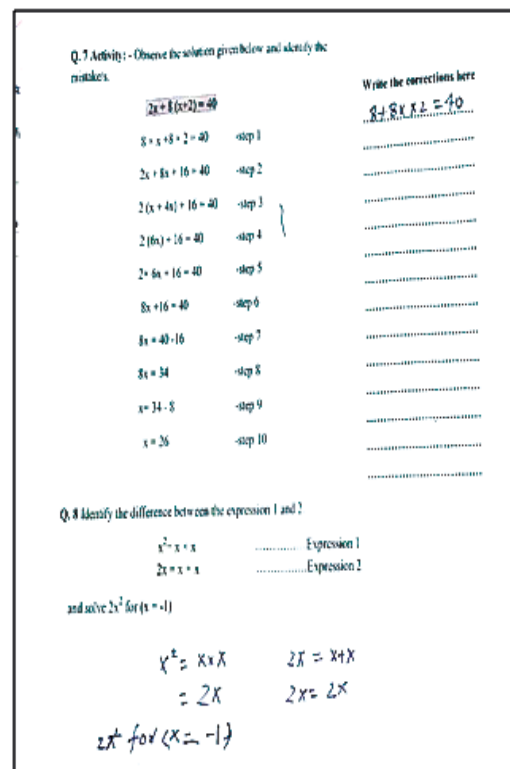 Q. 7 Activity: - Observe the solution given below and identify the
mistake's.
Write the corrections here
2x + 8 (x+2) = 40
8+8x x2 = 40
8 × x +8 × 2 = 40 -step 1
2x + 8x + 16 = 40 -step 2
2 (x + 4x) + 16 = 40 -step 3
2 (6x) + 16 = 40 -step 4
2+ 6x + 16 = 40 -step 5
8x +16 = 40 -step 6
8x = 40 -16 -step 7
8x = 34 -step 8
x= 34 - 8 -step 9
x = 26 -step 10
Q. 8 Identify the difference between the expression 1 and 2
x²= x × x ............. Expression 1
2x = x + x ..............Expression 2
and solve 2x² for (x = -1)
x² = x×x 2x = x+x
= 2x 2x = 2x
2x² for (x = -1)